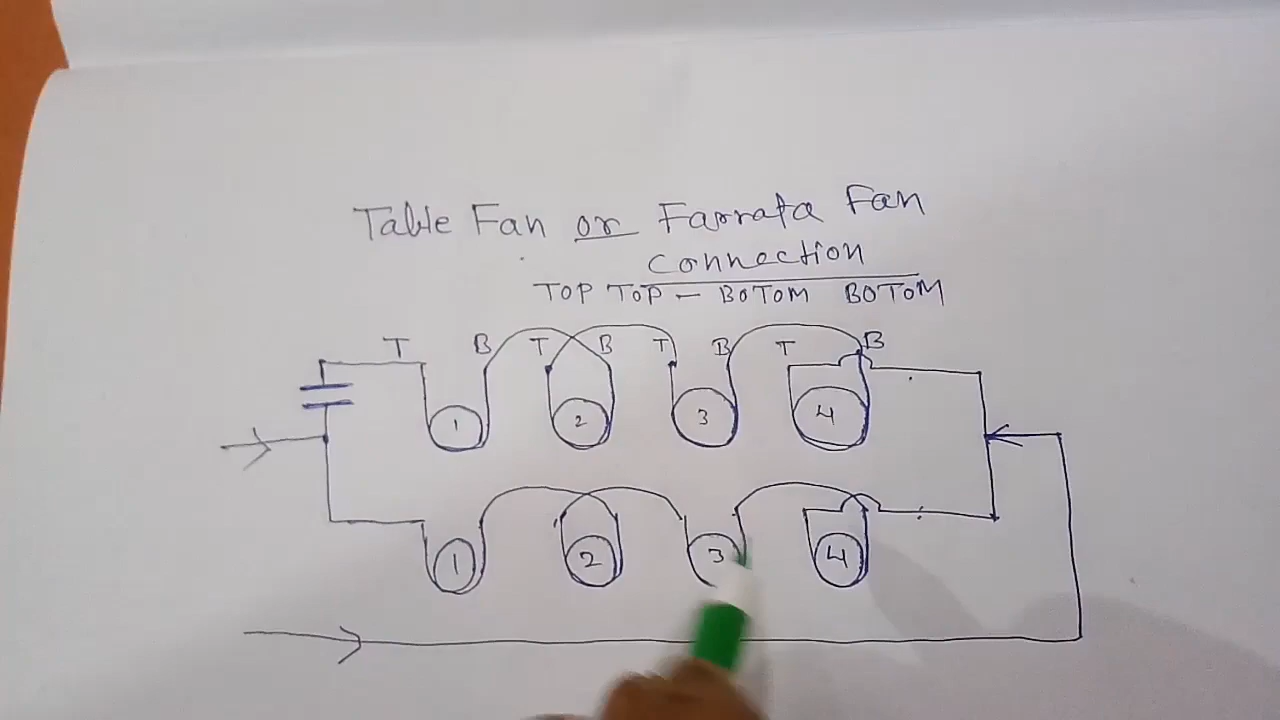 Table Fan or Farrata Fan
Connection
TOP TOP - BOTOM BOTOM
T B T B T B T B
1 2 3 4
1 2 3 4